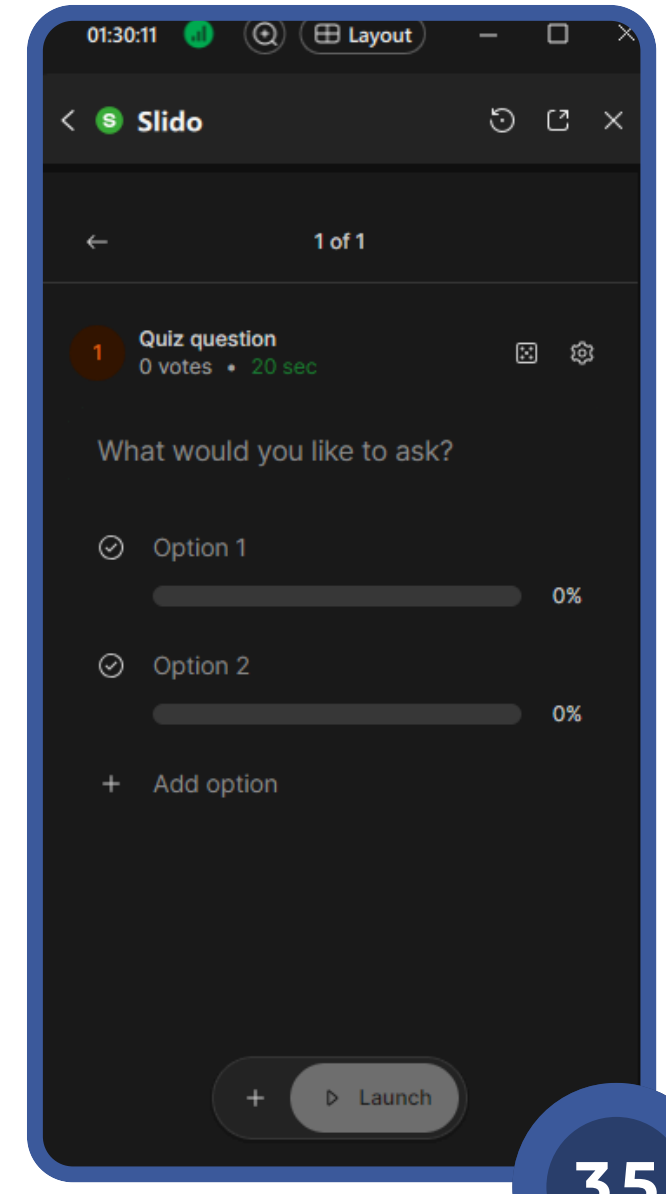 01:30:11 Layout
S Slido
1 of 1
1 Quiz question
0 votes • 20 sec
What would you like to ask?
Option 1
0%
Option 2
0%
+ Add option
+ Launch
35